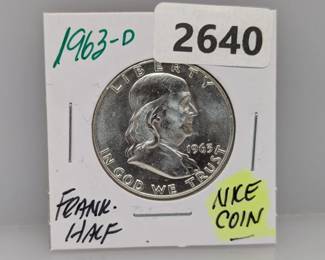 1963-D
2640
LIBERTY
1963
IN GOD WE TRUST
FRANK.
HALF
NICE
COIN